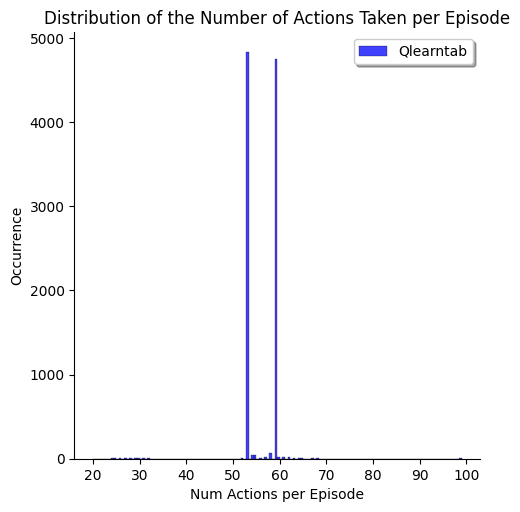 Distribution of the Number of Actions Taken per Episode
Qlearntab
5000
4000
3000
2000
1000
0
Occurrence
20 30 40 50 60 70 80 90 100
Num Actions per Episode